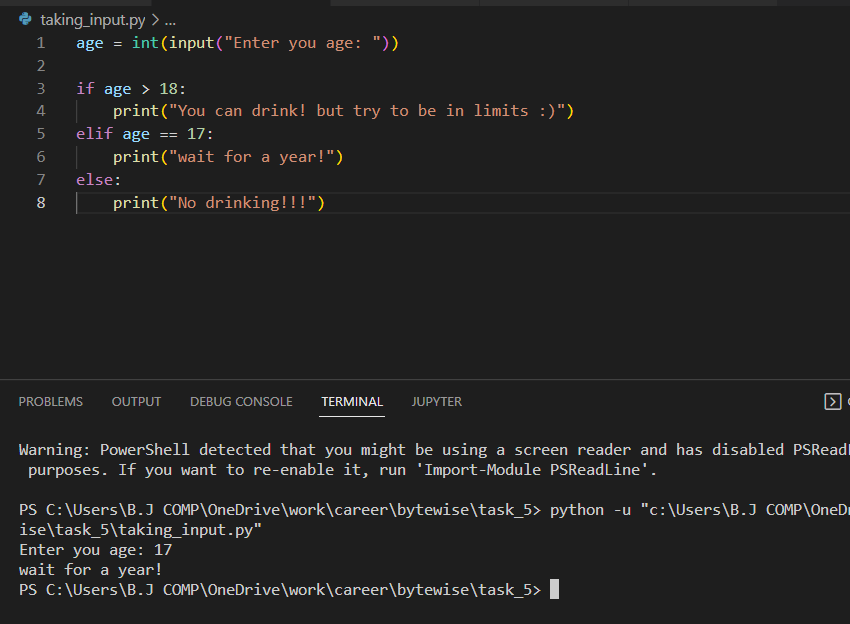 taking_input.py > ...
1 age = int(input("Enter you age: "))
2
3 if age > 18:
4     print("You can drink! but try to be in limits :)")
5 elif age == 17:
6     print("wait for a year!")
7 else:
8     print("No drinking!!!")
PROBLEMS OUTPUT DEBUG CONSOLE TERMINAL JUPYTER
Warning: PowerShell detected that you might be using a screen reader and has disabled PSRead
 purposes. If you want to re-enable it, run 'Import-Module PSReadLine'.
PS C:\Users\B.J COMP\OneDrive\work\career\bytewise\task_5> python -u "c:\Users\B.J COMP\OneD
ise\task_5\taking_input.py"
Enter you age: 17
wait for a year!
PS C:\Users\B.J COMP\OneDrive\work\career\bytewise\task_5>